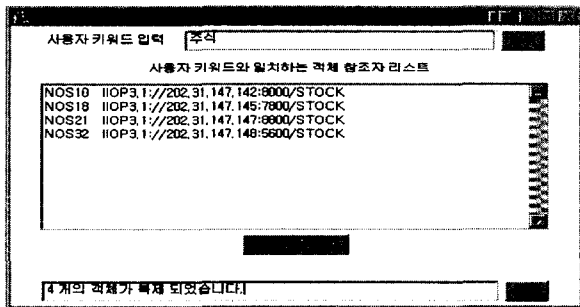 사용자 키워드 입력 주식
사용자 키워드와 일치하는 객체 참조자 리스트
NOS10 IIOP3.1://202.31.147.142:8000/STOCK
NOS18 IIOP3.1://202.31.147.145:7800/STOCK
NOS21 IIOP3.1://202.31.147.147:8800/STOCK
NOS32 IIOP3.1://202.31.147.148:5600/STOCK
4 개의 객체가 복제 되었습니다.